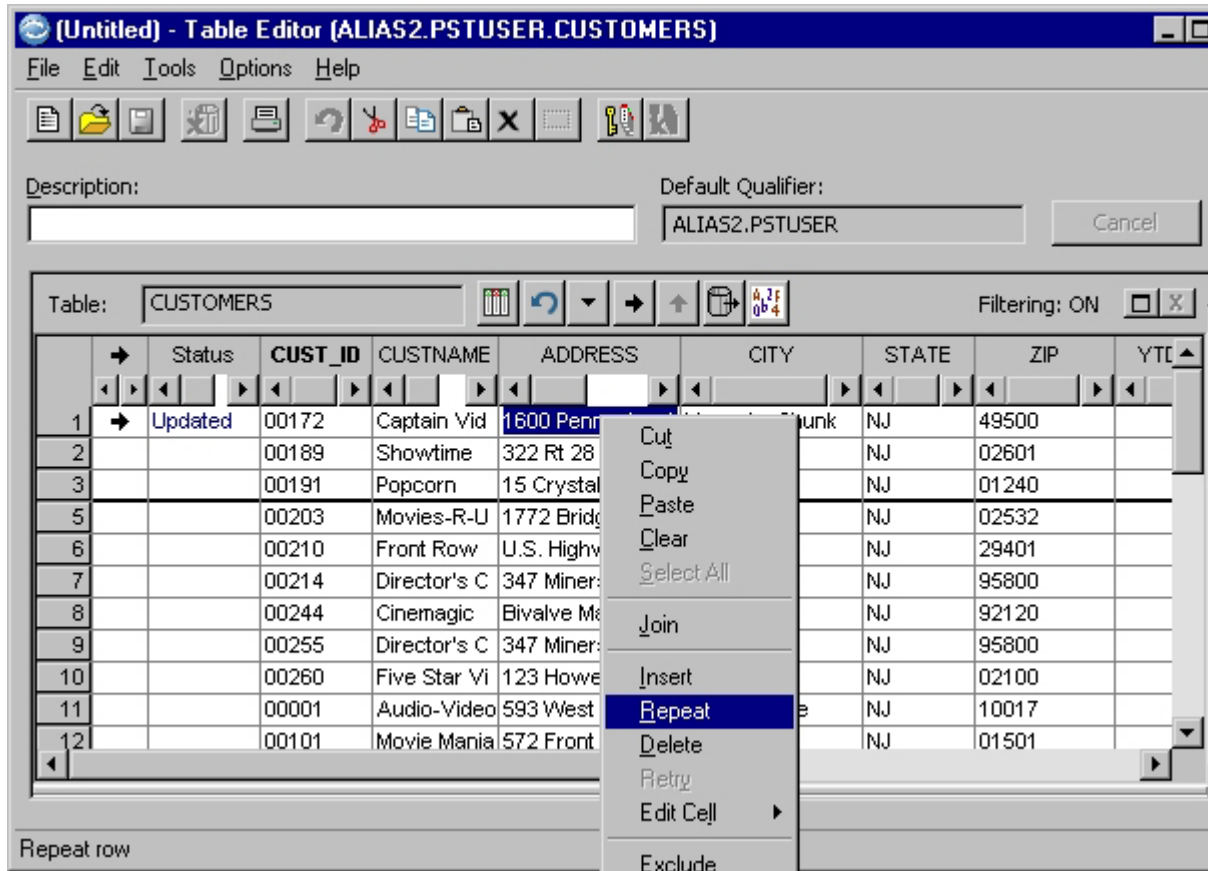 (Untitled) - Table Editor (ALIAS2.PSTUSER.CUSTOMERS)
File Edit Tools Options Help
Description: Default Qualifier:
ALIAS2.PSTUSER Cancel
Table: CUSTOMERS Filtering: ON
Status CUST_ID CUSTNAME ADDRESS CITY STATE ZIP
1 Updated 00172 Captain Vid 1600 NJ 49500
2 00189 Showtime 322 Rt 28 NJ 02601
3 00191 Popcorn 15 Crystal NJ 01240
5 00203 Movies-R-U 1772 NJ 02532
6 00210 Front Row U.S. NJ 29401
7 00214 Director's C 347 NJ 95800
8 00244 Cinemagic Bivalve NJ 92120
9 00255 Director's C 347 NJ 95800
10 00260 Five Star Vi 123 Howe NJ 02100
11 00001 Audio-Video 593 West NJ 10017
12 00101 Movie Mania 572 Front NJ 01501
Cut
Copy
Paste
Clear
Select All
Join
Insert
Repeat
Delete
Retry
Edit Cell
Exclude
Repeat row